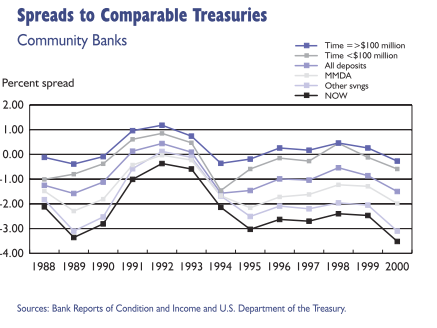 Spreads to Comparable Treasuries
Community Banks
Time =>$100 million
Time <$100 million
All deposits
MMDA
Other svngs
NOW
Percent spread
2.00
1.00
0.00
-1.00
-2.00
-3.00
-4.00
1988 1989 1990 1991 1992 1993 1994 1995 1996 1997 1998 1999 2000
Sources: Bank Reports of Condition and Income and U.S. Department of the Treasury.